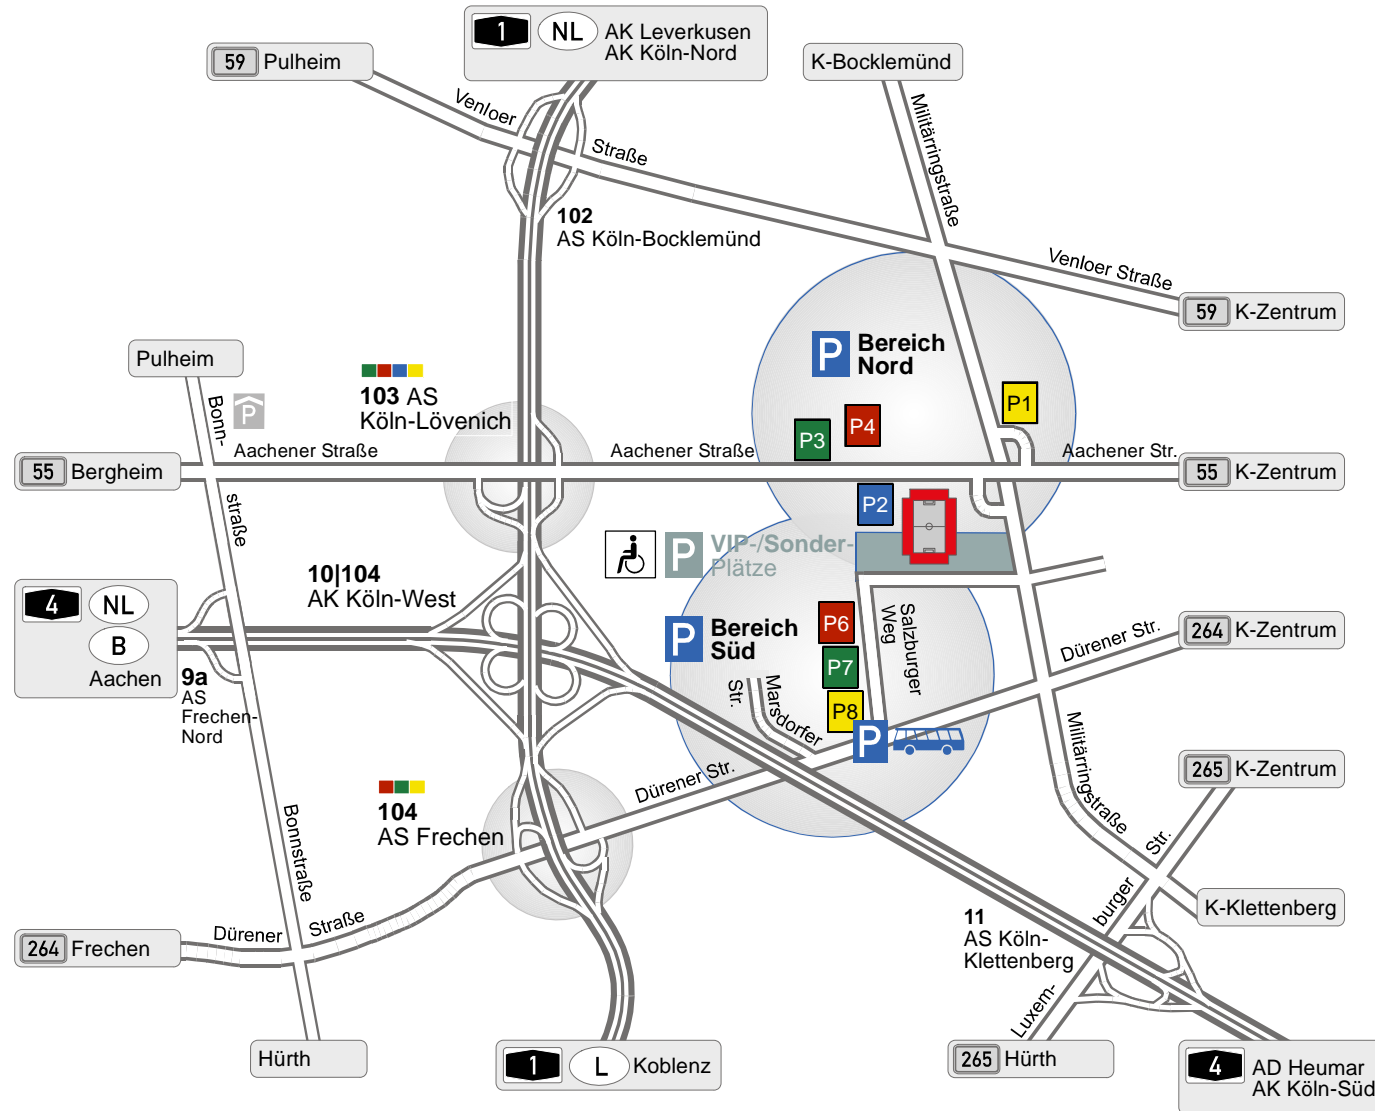 1 NL AK Leverkusen
AK Köln-Nord
59 Pulheim
K-Bocklemünd
Venloer
Straße
Militärringstraße
102
AS Köln-Bocklemünd
Venloer Straße
59 K-Zentrum
Pulheim
P Bereich
Nord
103 AS
Köln-Lövenich
P
Bonn-
straße
P1
P4
P3
Aachener Straße
Aachener Straße
Aachener Str.
55 Bergheim
55 K-Zentrum
P2
P VIP-/Sonder-
Plätze
10|104
AK Köln-West
4 NL
B
Aachen
9a
AS
Frechen-
Nord
P Bereich
Süd
P6
P7
P8
Salzburger
Weg
Marsdorfer
Str.
P
Dürener Str.
264 K-Zentrum
Dürener Str.
Militärringstraße
265 K-Zentrum
104
AS Frechen
Bonnstraße
Luxem-
burger
Str.
K-Klettenberg
11
AS Köln-
Klettenberg
264 Frechen
Dürener
Straße
Hürth
1 L Koblenz
265 Hürth
4 AD Heumar
AK Köln-Süd